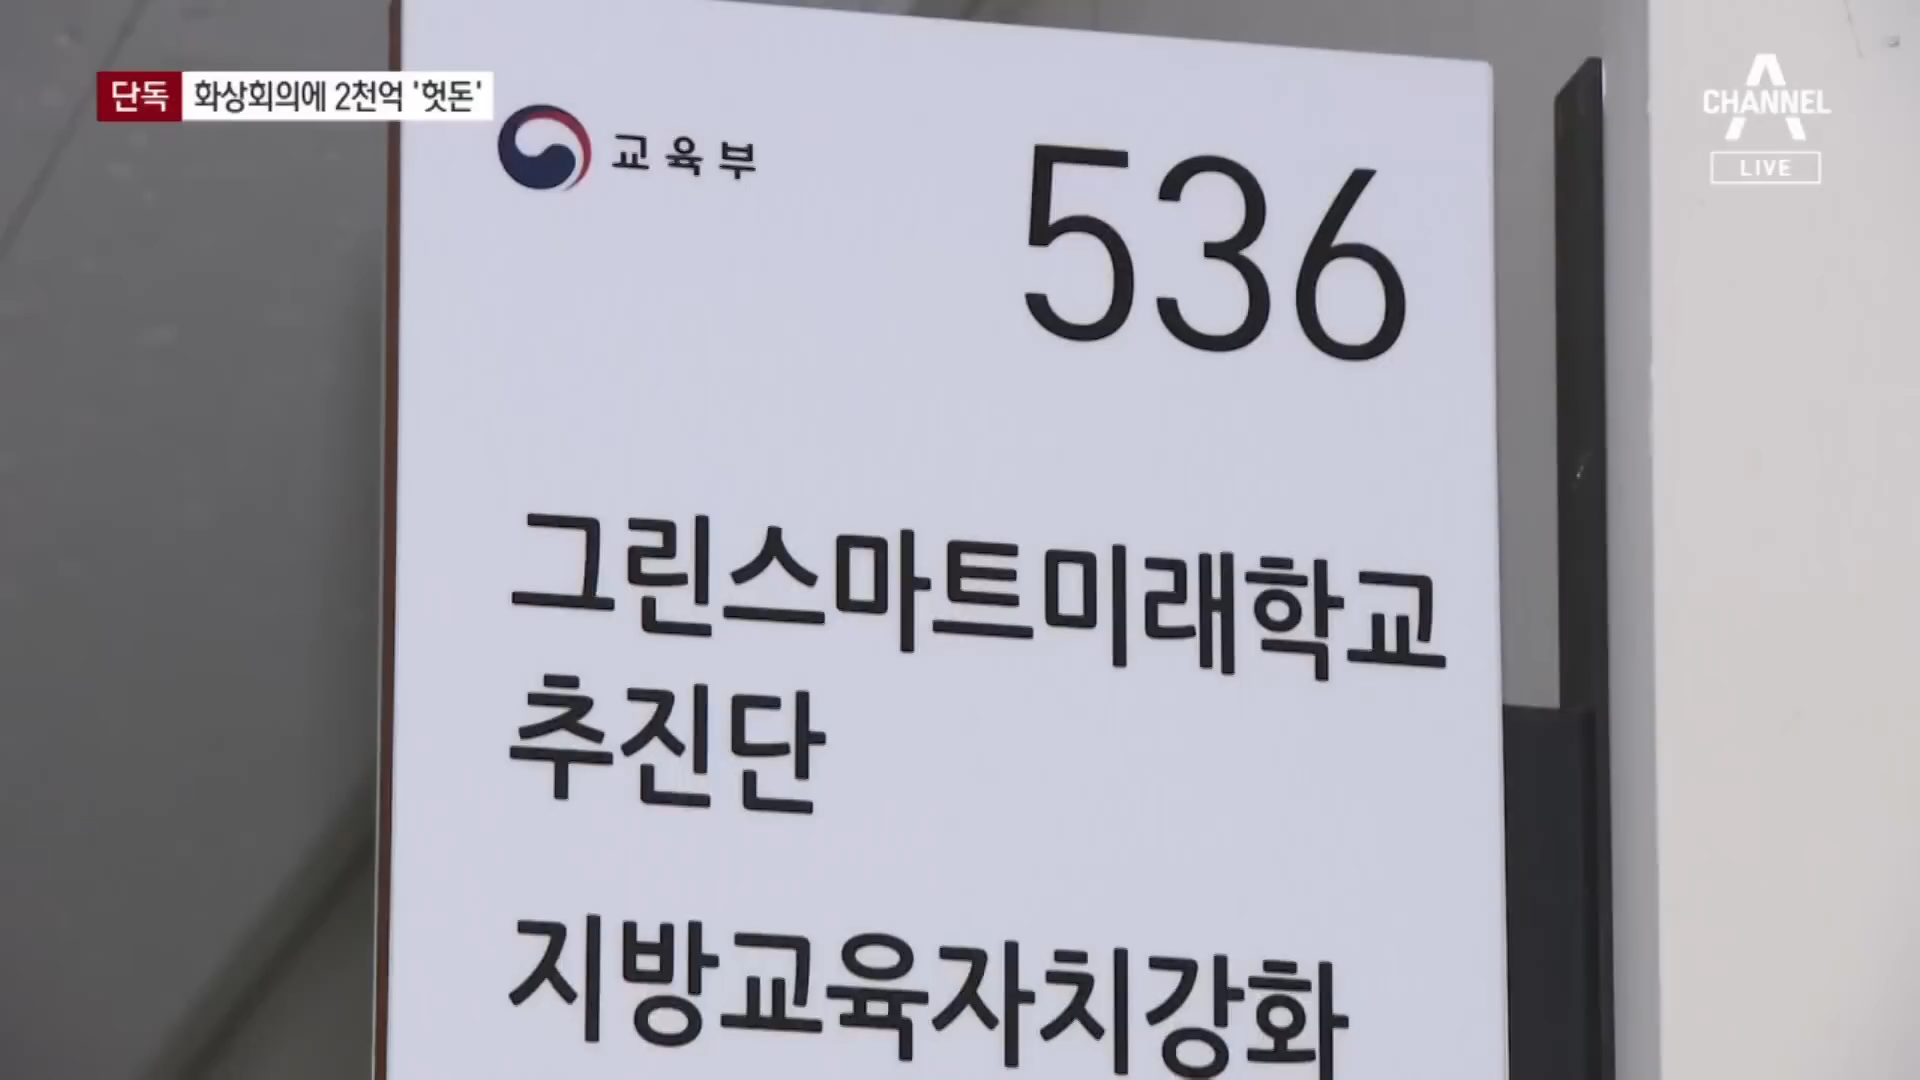 단독 화상회의에 2천억 '헛돈'
CHANNEL A
LIVE
교육부
536
그린스마트미래학교
추진단
지방교육자치강화